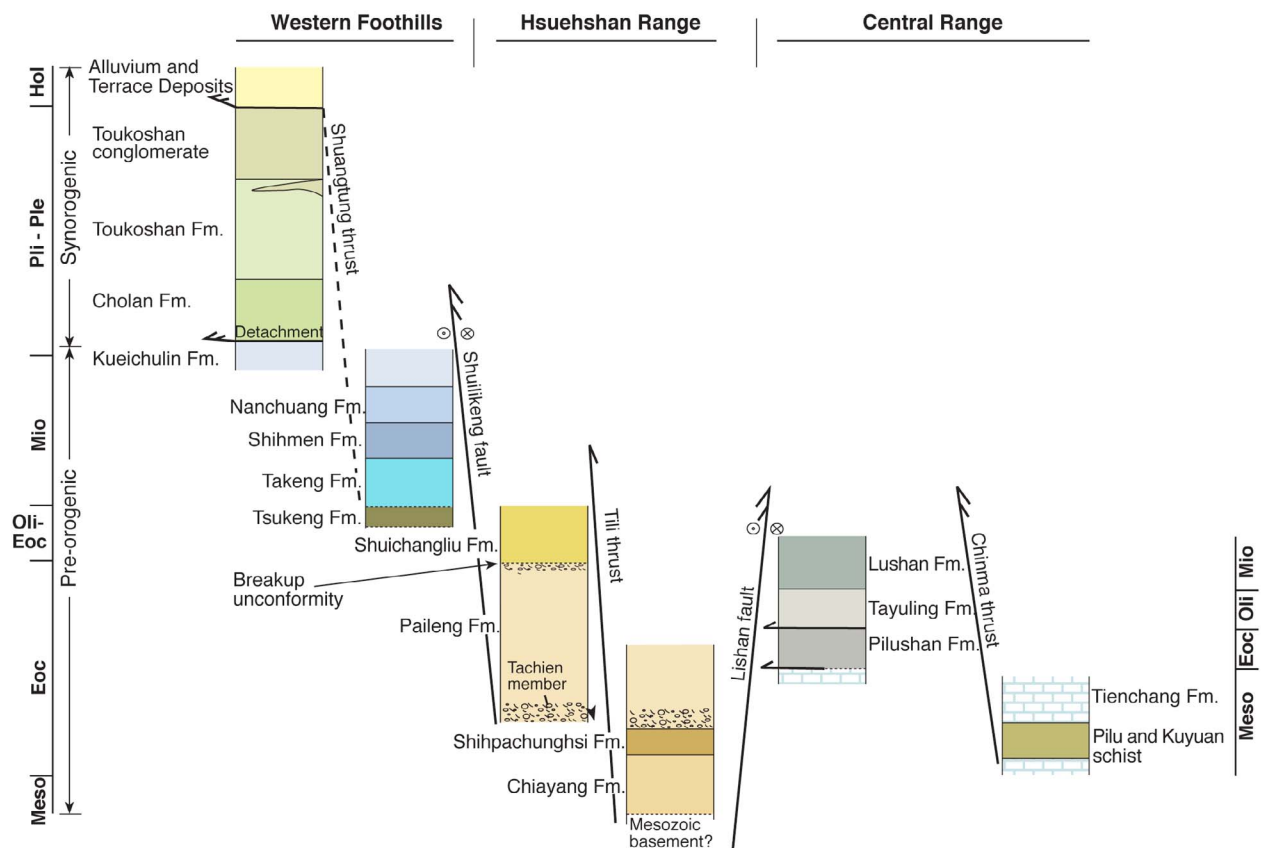 Western Foothills
Hsuehshan Range
Central Range
Hol
Pli - Ple
Mio
Oli-
Eoc
Eoc
Meso
Synorogenic
Pre-orogenic
Alluvium and
Terrace Deposits
Toukoshan
conglomerate
Toukoshan Fm.
Cholan Fm.
Detachment
Kueichulin Fm.
Shuangtung thrust
Nanchuang Fm.
Shihmen Fm.
Takeng Fm.
Tsukeng Fm.
Shuilikeng fault
Shuichangliu Fm.
Breakup
unconformity
Paileng Fm.
Tachien
member
Tili thrust
Shihpachunghsi Fm.
Chiayang Fm.
Mesozoic
basement?
Lishan fault
Lushan Fm.
Tayuling Fm.
Pilushan Fm.
Chinma thrust
Tienchang Fm.
Pilu and Kuyuan
schist
Mio
Oli
Eoc
Meso